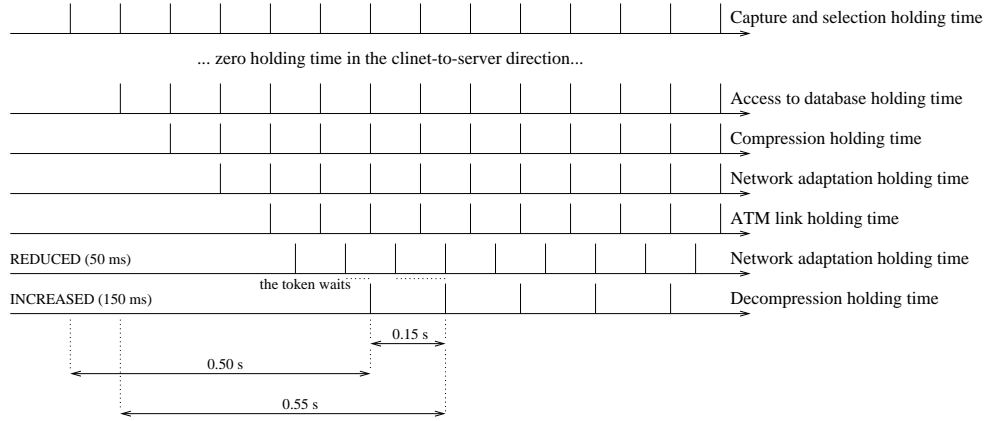 Capture and selection holding time
... zero holding time in the clinet-to-server direction...
Access to database holding time
Compression holding time
Network adaptation holding time
ATM link holding time
REDUCED (50 ms)
Network adaptation holding time
the token waits
INCREASED (150 ms)
Decompression holding time
0.15 s
0.50 s
0.55 s